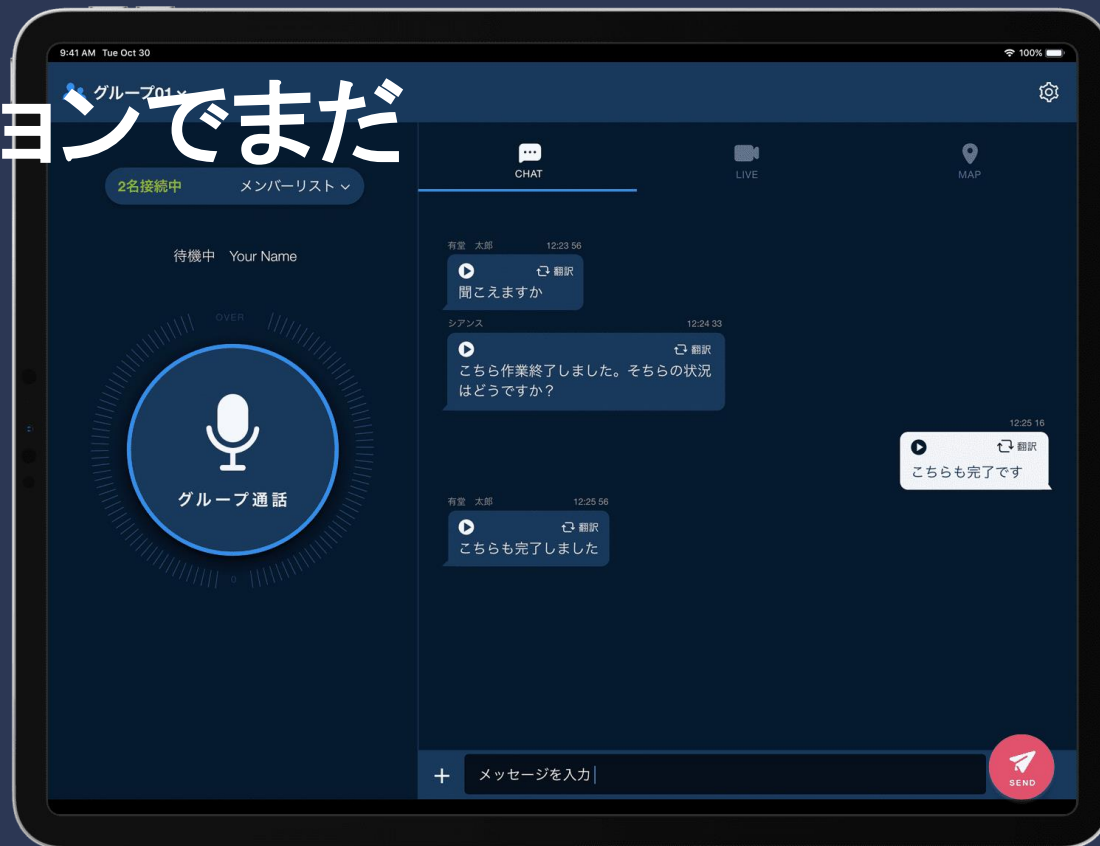 9:41 AM Tue Oct 30
100%
グループ01
ョンでまだ
2名接続中 メンバーリスト
待機中 Your Name
OVER
グループ通話
0
CHAT
LIVE
MAP
有堂 太郎 12:23 56
翻訳
聞こえますか
シアンス 12:24 33
翻訳
こちら作業終了しました。そちらの状況
はどうですか？
12:25 16
翻訳
こちらも完了です
有堂 太郎 12:25 56
翻訳
こちらも完了しました
+ メッセージを入力
SEND